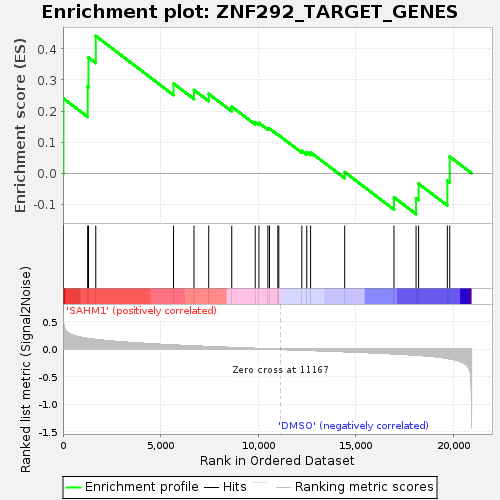 Enrichment plot: ZNF292_TARGET_GENES
Enrichment score (ES)
0.4
0.3
0.2
0.1
0.0
-0.1
'SAHM1' (positively correlated)
Ranked list metric (Signal2Noise)
0.5
0.0
-0.5
-1.0
-1.5
Zero cross at 11167
'DMSO' (negatively correlated)
0
5,000
10,000
15,000
20,000
Rank in Ordered Dataset
Enrichment profile
Hits
Ranking metric scores